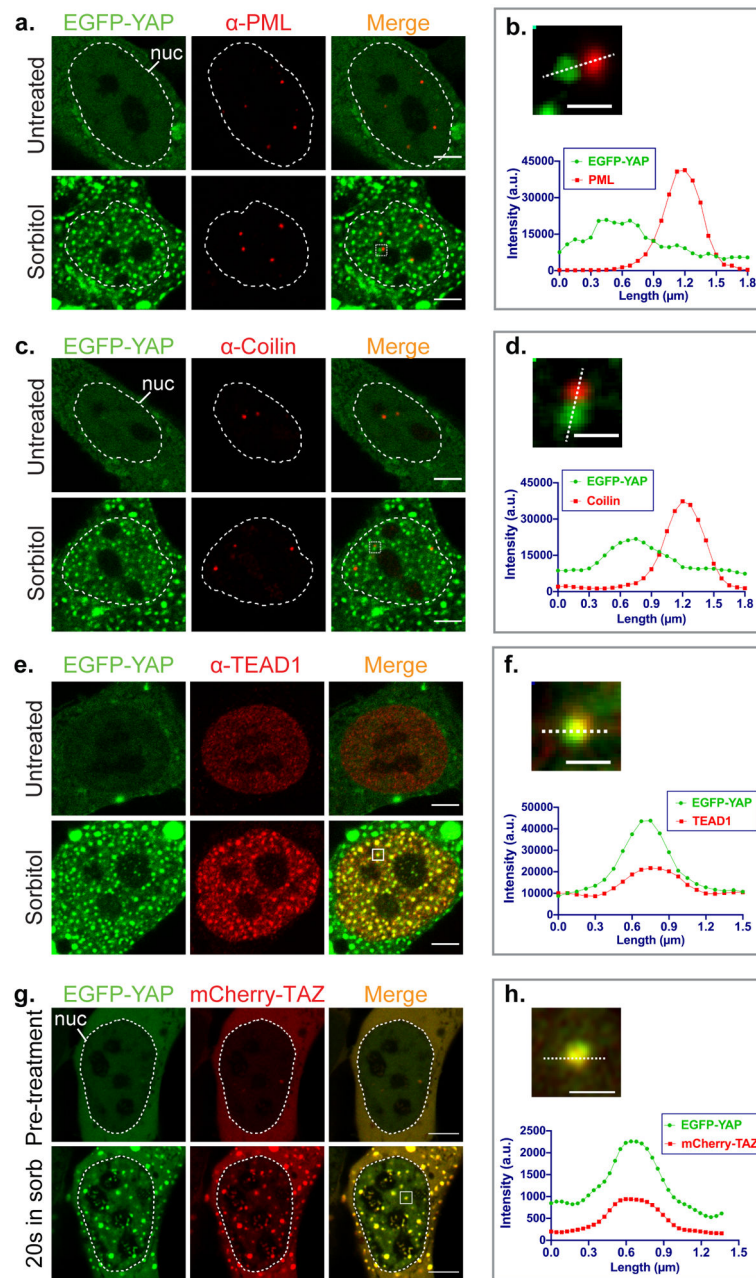 a. EGFP-YAP α-PML Merge
nuc
Untreated
Sorbitol
b.
EGFP-YAP
PML
Intensity (a.u.)
45000
30000
15000
0
0.0 0.3 0.6 0.9 1.2 1.5 1.8
Length (μm)
c. EGFP-YAP α-Coilin Merge
nuc
Untreated
Sorbitol
d.
EGFP-YAP
Coilin
Intensity (a.u.)
45000
30000
15000
0
0.0 0.3 0.6 0.9 1.2 1.5 1.8
Length (μm)
e. EGFP-YAP α-TEAD1 Merge
Untreated
Sorbitol
f.
EGFP-YAP
TEAD1
Intensity (a.u.)
50000
40000
30000
20000
10000
0
0.0 0.3 0.6 0.9 1.2 1.5
Length (μm)
g. EGFP-YAP mCherry-TAZ Merge
nuc
Pre-treatment
20s in sorb
h.
EGFP-YAP
mCherry-TAZ
Intensity (a.u.)
2500
2000
1500
1000
500
0
0.0 0.3 0.6 0.9 1.2 1.5
Length (μm)